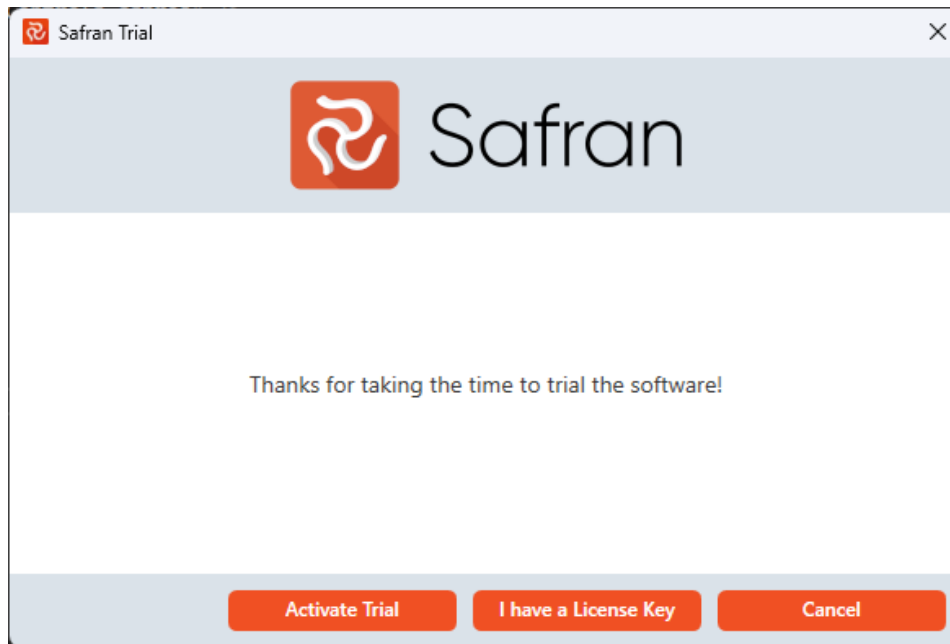 Safran Trial
Safran
Thanks for taking the time to trial the software!
Activate Trial
I have a License Key
Cancel